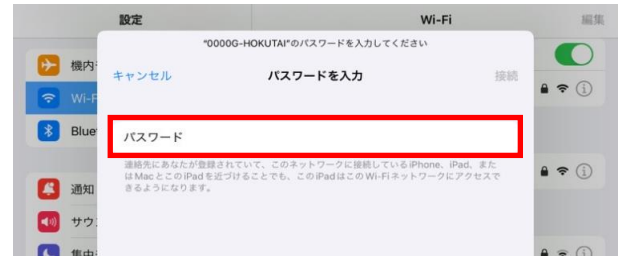 設定
Wi-Fi
編集
"0000G-HOKUTAI"のパスワードを入力してください
キャンセル
パスワードを入力
接続
機内
Wi-F
Blue
パスワード
連絡先にあなたが登録されていて、このネットワークに接続しているiPhone、iPad、また
はMacとこのiPadを近づけることでも、このiPadはこのWi-Fiネットワークにアクセスで
きるようになります。
通知
サウ
集中